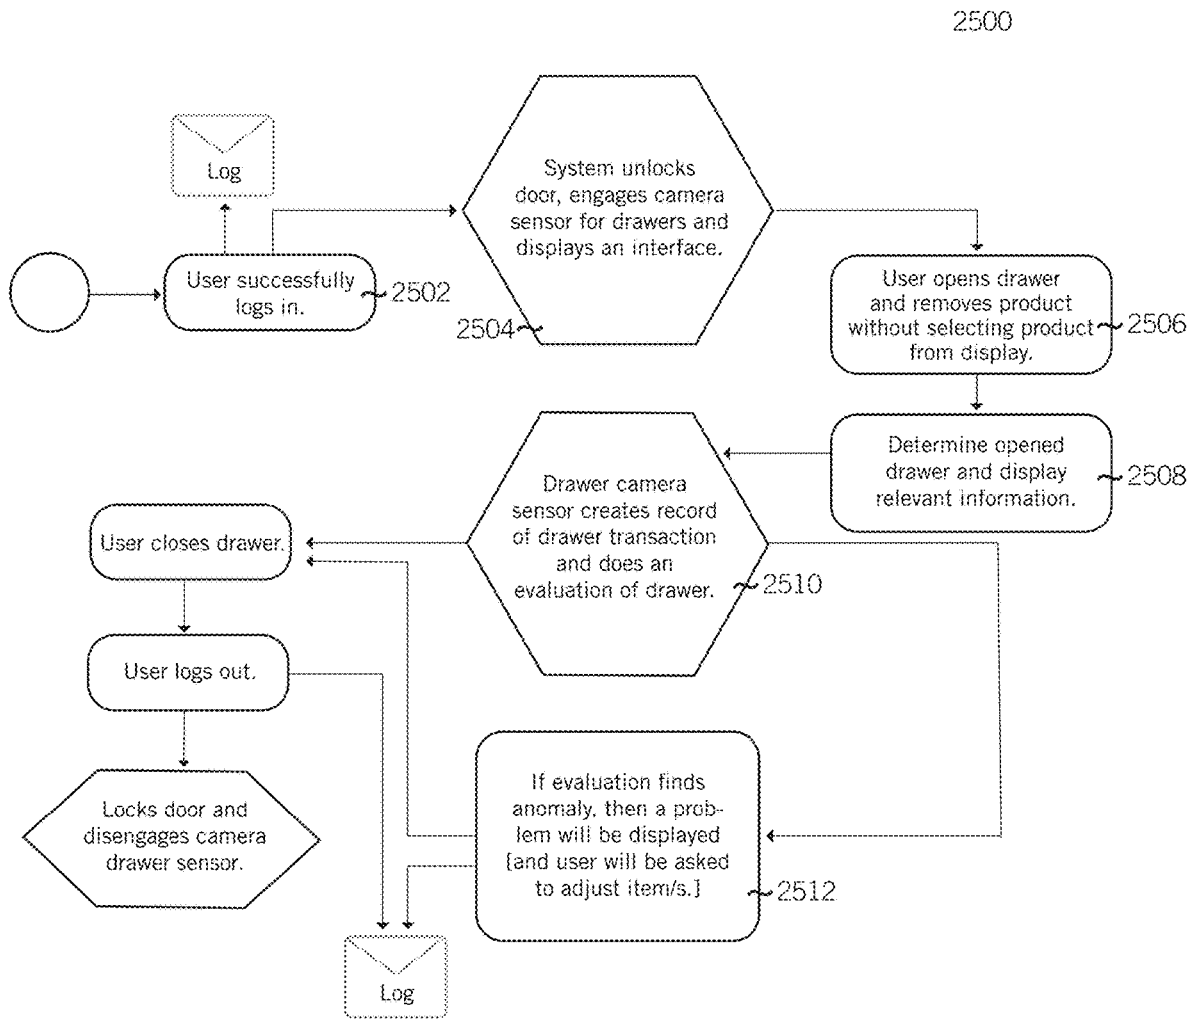 2500
Log
User successfully
logs in.
2502
System unlocks
door, engages camera
sensor for drawers and
displays an interface.
2504
User opens drawer
and removes product
without selecting product
from display.
2506
Determine opened
drawer and display
relevant information.
2508
Drawer camera
sensor creates record
of drawer transaction
and does an
evaluation of drawer.
2510
User closes drawer.
User logs out.
Locks door and
disengages camera
drawer sensor.
If evaluation finds
anomaly, then a prob-
lem will be displayed
[and user will be asked
to adjust item/s.]
2512
Log